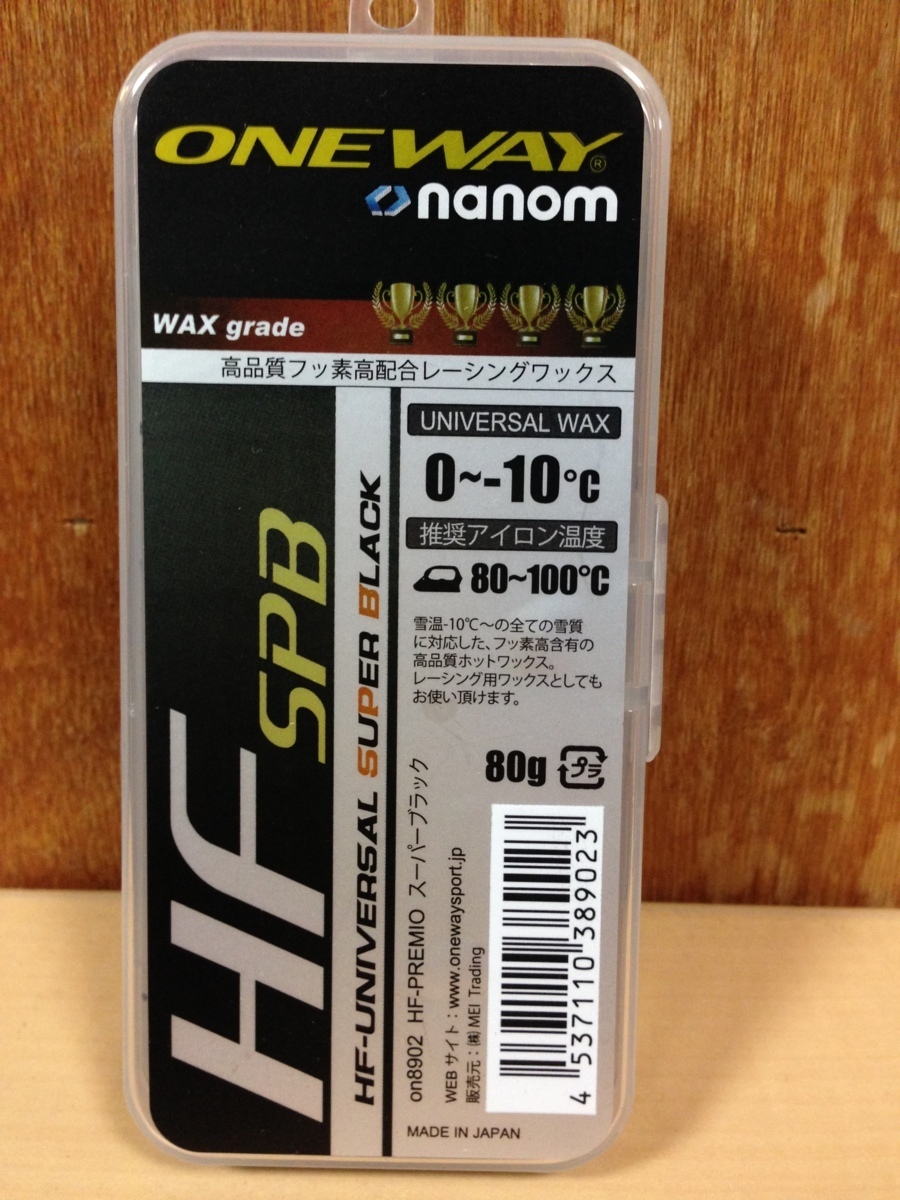 ONE WAY®
nanom
WAX grade
高品質フッ素高配合レーシングワックス
UNIVERSAL WAX
0~-10℃
推奨アイロン温度
80~100℃
雪温-10℃〜の全ての雪質
に対応した、フッ素高含有の
高品質ホットワックス。
レーシング用ワックスとしても
お使い頂けます。
80g
プラ
HF SPB
HF-UNIVERSAL SUPER BLACK
on8902 HF-PREMIO スーパーブラック
WEBサイト：www.onewaysport.jp
販売元：㈱MEI Trading
4537110389023
MADE IN JAPAN